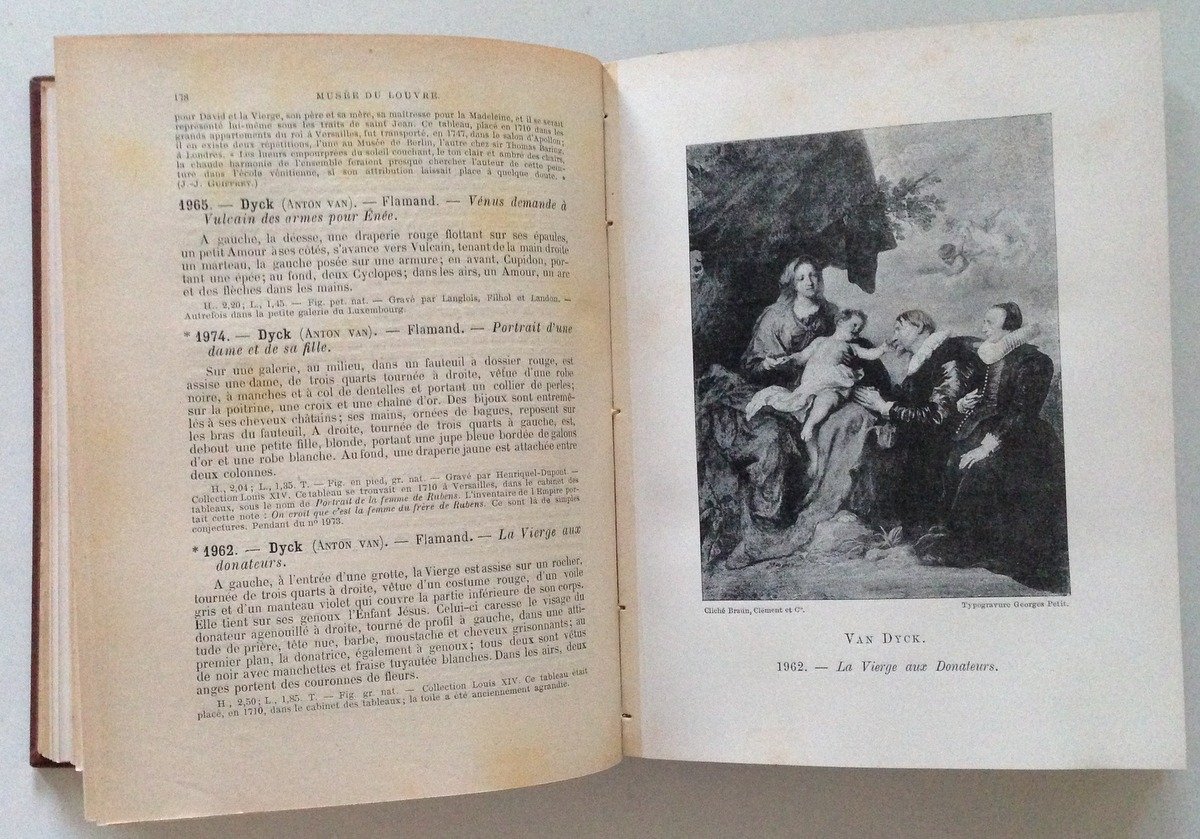 178
MUSÉE DU LOUVRE.
pour David et la Vierge, son père et sa mère, sa maîtresse pour la Madeleine, et il se serait
représenté lui-même sous les traits de saint Jean. Ce tableau, placé en 1710 dans les
grands appartements du roi à Versailles, fut transporté, en 1747, dans le salon d'Apollon;
il en existe deux répétitions, l'une au Musée de Berlin, l'autre chez sir Thomas Baring,
à Londres. « Les lueurs empourprées du soleil couchant, le ton clair et ambré des chairs,
la chaude harmonie de l'ensemble feraient presque chercher l'auteur de cette pein-
ture dans l'école vénitienne, si son attribution laissait place à quelque doute. »
(J.-J. GUIFFREY.)
1965. — Dyck (ANTON VAN). — Flamand. — Vénus demande à
Vulcain des armes pour Énée.
A gauche, la déesse, une draperie rouge flottant sur ses épaules,
un petit Amour à ses côtés, s'avance vers Vulcain, tenant de la main droite
un marteau, la gauche posée sur une armure; en avant, Cupidon, por-
tant une épée; au fond, deux Cyclopes; dans les airs, un Amour, un arc
et des flèches dans les mains.
H., 2,20; L., 1,45. — Fig. pet. nat. — Gravé par Langlois, Filhol et Landon. —
Autrefois dans la petite galerie du Luxembourg.
* 1974. — Dyck (ANTON VAN). — Flamand. — Portrait d'une
dame et de sa fille.
Sur une galerie, au milieu, dans un fauteuil à dossier rouge, est
assise une dame, de trois quarts tournée à droite, vêtue d'une robe
noire, à manches et à col de dentelles et portant un collier de perles;
sur la poitrine, une croix et une chaîne d'or. Des bijoux sont entremê-
lés à ses cheveux châtains; ses mains, ornées de bagues, reposent sur
les bras du fauteuil. A droite, tournée de trois quarts à gauche, est,
debout une petite fille, blonde, portant une jupe bleue bordée de galons
d'or et une robe blanche. Au fond, une draperie jaune est attachée entre
deux colonnes.
H., 2,04; L., 1,35. T. — Fig. en pied, gr. nat. — Gravé par Henriquel-Dupont. —
Collection Louis XIV. Ce tableau se trouvait en 1710 à Versailles, dans le cabinet des
tableaux, sous le nom de Portrait de la femme de Rubens. L'inventaire de l'Empire por-
tait cette note : On croit que c'est la femme du frère de Rubens. Ce sont là de simples
conjectures. Pendant du nº 1973.
* 1962. — Dyck (ANTON VAN). — Flamand. — La Vierge aux
donateurs.
A gauche, à l'entrée d'une grotte, la Vierge est assise sur un rocher,
tournée de trois quarts à droite, vêtue d'un costume rouge, d'un voile
gris et d'un manteau violet qui couvre la partie inférieure de son corps.
Elle tient sur ses genoux l'Enfant Jésus. Celui-ci caresse le visage du
donateur agenouillé à droite, tourné de profil à gauche, dans une atti-
tude de prière, tête nue, barbe, moustache et cheveux grisonnants; au
premier plan, la donatrice, également à genoux; tous deux sont vêtus
de noir avec manchettes et fraise tuyautée blanches. Dans les airs, deux
anges portent des couronnes de fleurs.
H., 2,50; L., 1,85. T. — Fig. gr. nat. — Collection Louis XIV. Ce tableau était
placé, en 1710, dans le cabinet des tableaux; la toile a été anciennement agrandie.
Cliché Braun, Clément et Cº.
Typogravure Georges Petit.
VAN DYCK.
1962. — La Vierge aux Donateurs.